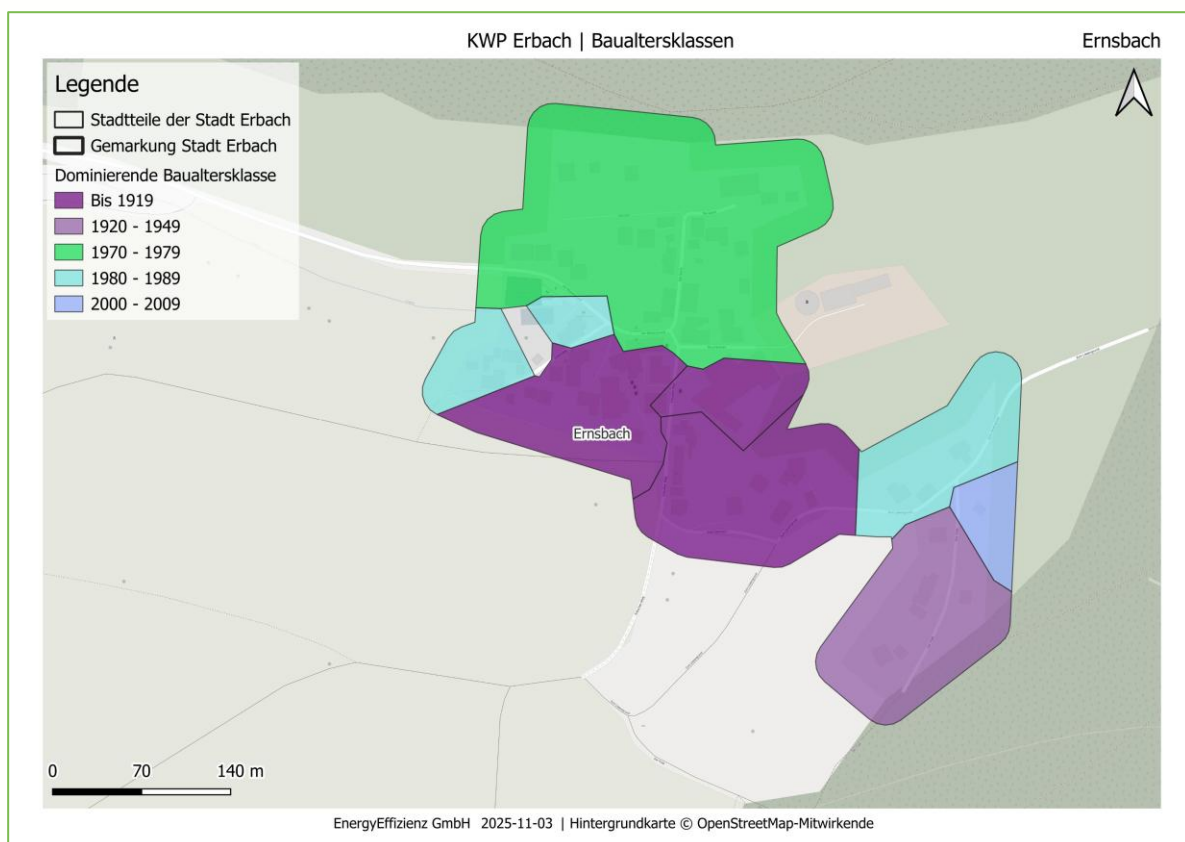 KWP Erbach | Baualtersklassen
Ernsbach
Legende
Stadtteile der Stadt Erbach
Gemarkung Stadt Erbach
Dominierende Baualtersklasse
Bis 1919
1920 - 1949
1970 - 1979
1980 - 1989
2000 - 2009
Ernsbach
0 70 140 m
EnergyEffizienz GmbH 2025-11-03 | Hintergrundkarte © OpenStreetMap-Mitwirkende